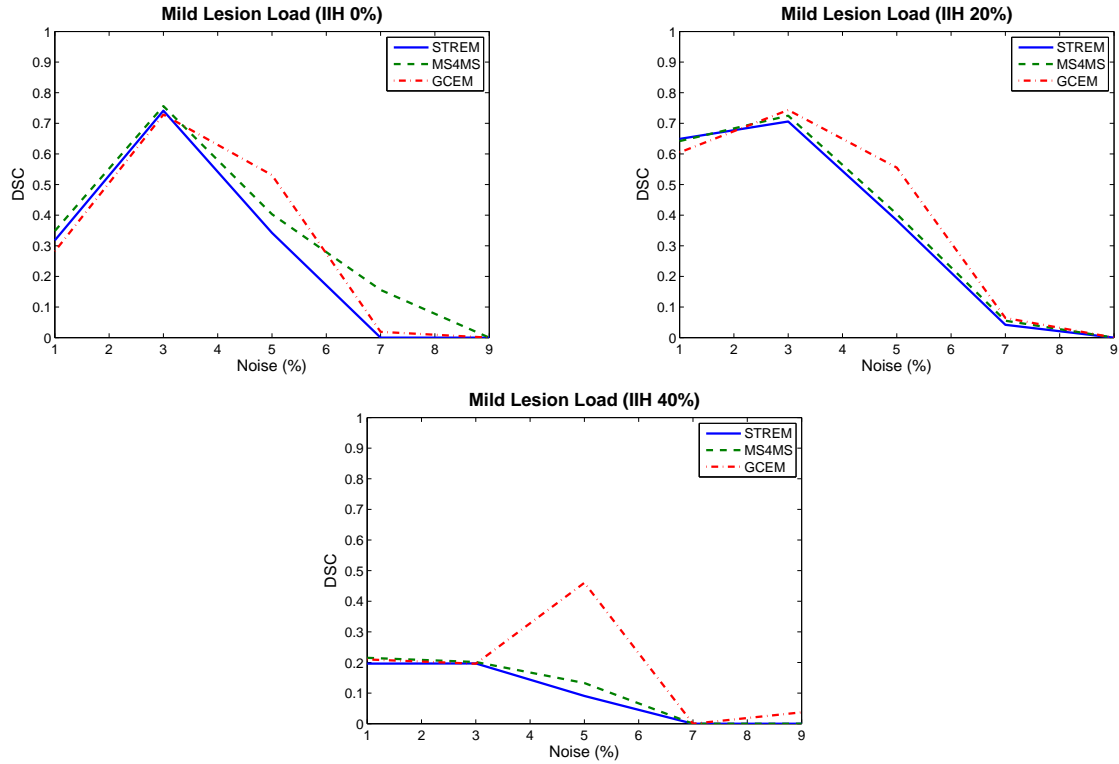 Mild Lesion Load (IIH 0%)
1
0.9
0.8
0.7
0.6
0.5
0.4
0.3
0.2
0.1
0
DSC
1 2 3 4 5 6 7 8 9
Noise (%)
STREM
MS4MS
GCEM
Mild Lesion Load (IIH 20%)
1
0.9
0.8
0.7
0.6
0.5
0.4
0.3
0.2
0.1
0
DSC
1 2 3 4 5 6 7 8 9
Noise (%)
STREM
MS4MS
GCEM
Mild Lesion Load (IIH 40%)
1
0.9
0.8
0.7
0.6
0.5
0.4
0.3
0.2
0.1
0
DSC
1 2 3 4 5 6 7 8 9
Noise (%)
STREM
MS4MS
GCEM